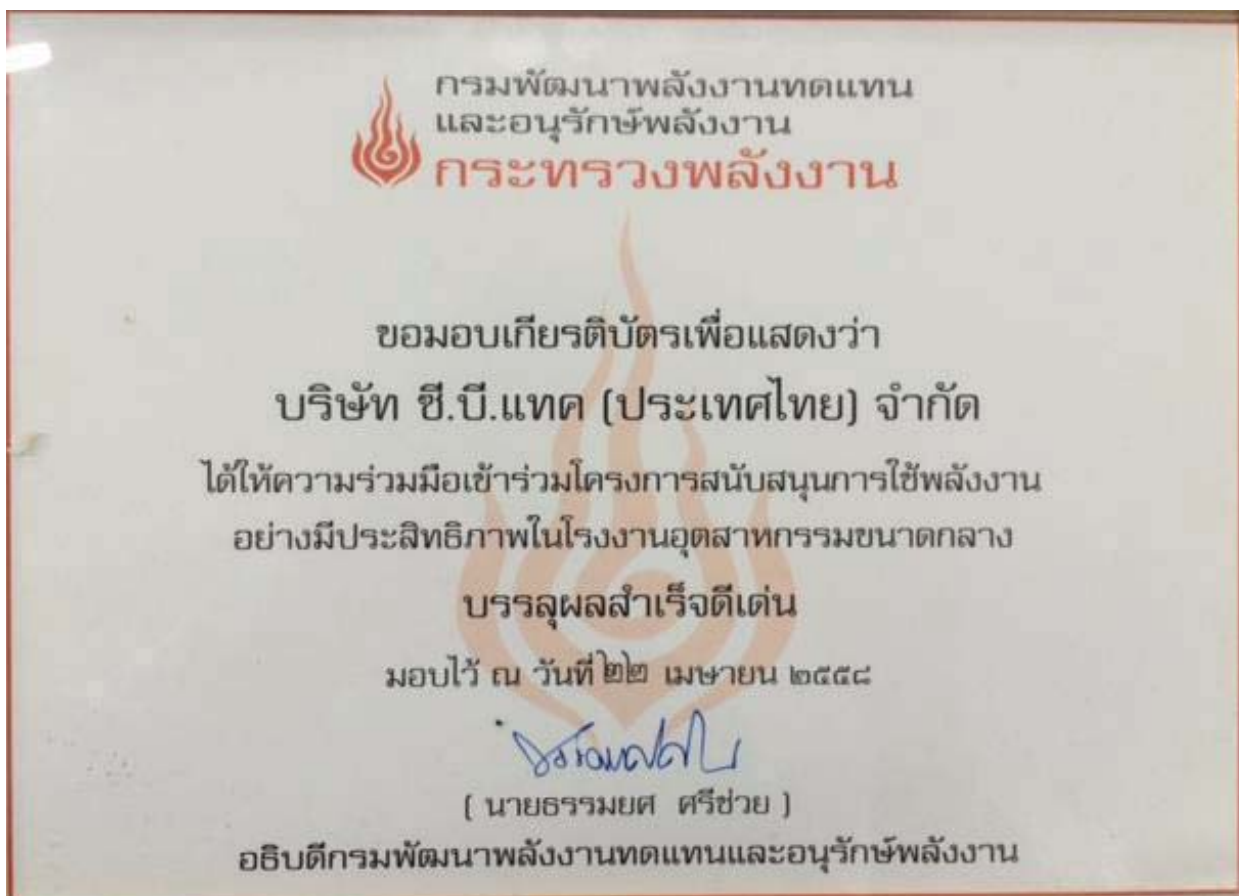 กรมพัฒนาพลังงานทดแทน
และอนุรักษ์พลังงาน
กระทรวงพลังงาน
ขอมอบเกียรติบัตรเพื่อแสดงว่า
บริษัท ซี.บี.แทค (ประเทศไทย) จำกัด
ได้ให้ความร่วมมือเข้าร่วมโครงการสนับสนุนการใช้พลังงาน
อย่างมีประสิทธิภาพในโรงงานอุตสาหกรรมขนาดกลาง
บรรลุผลสำเร็จดีเด่น
มอบไว้ ณ วันที่ ๒๒ เมษายน ๒๕๕๘
( นายธรรมยศ ศรีช่วย )
อธิบดีกรมพัฒนาพลังงานทดแทนและอนุรักษ์พลังงาน